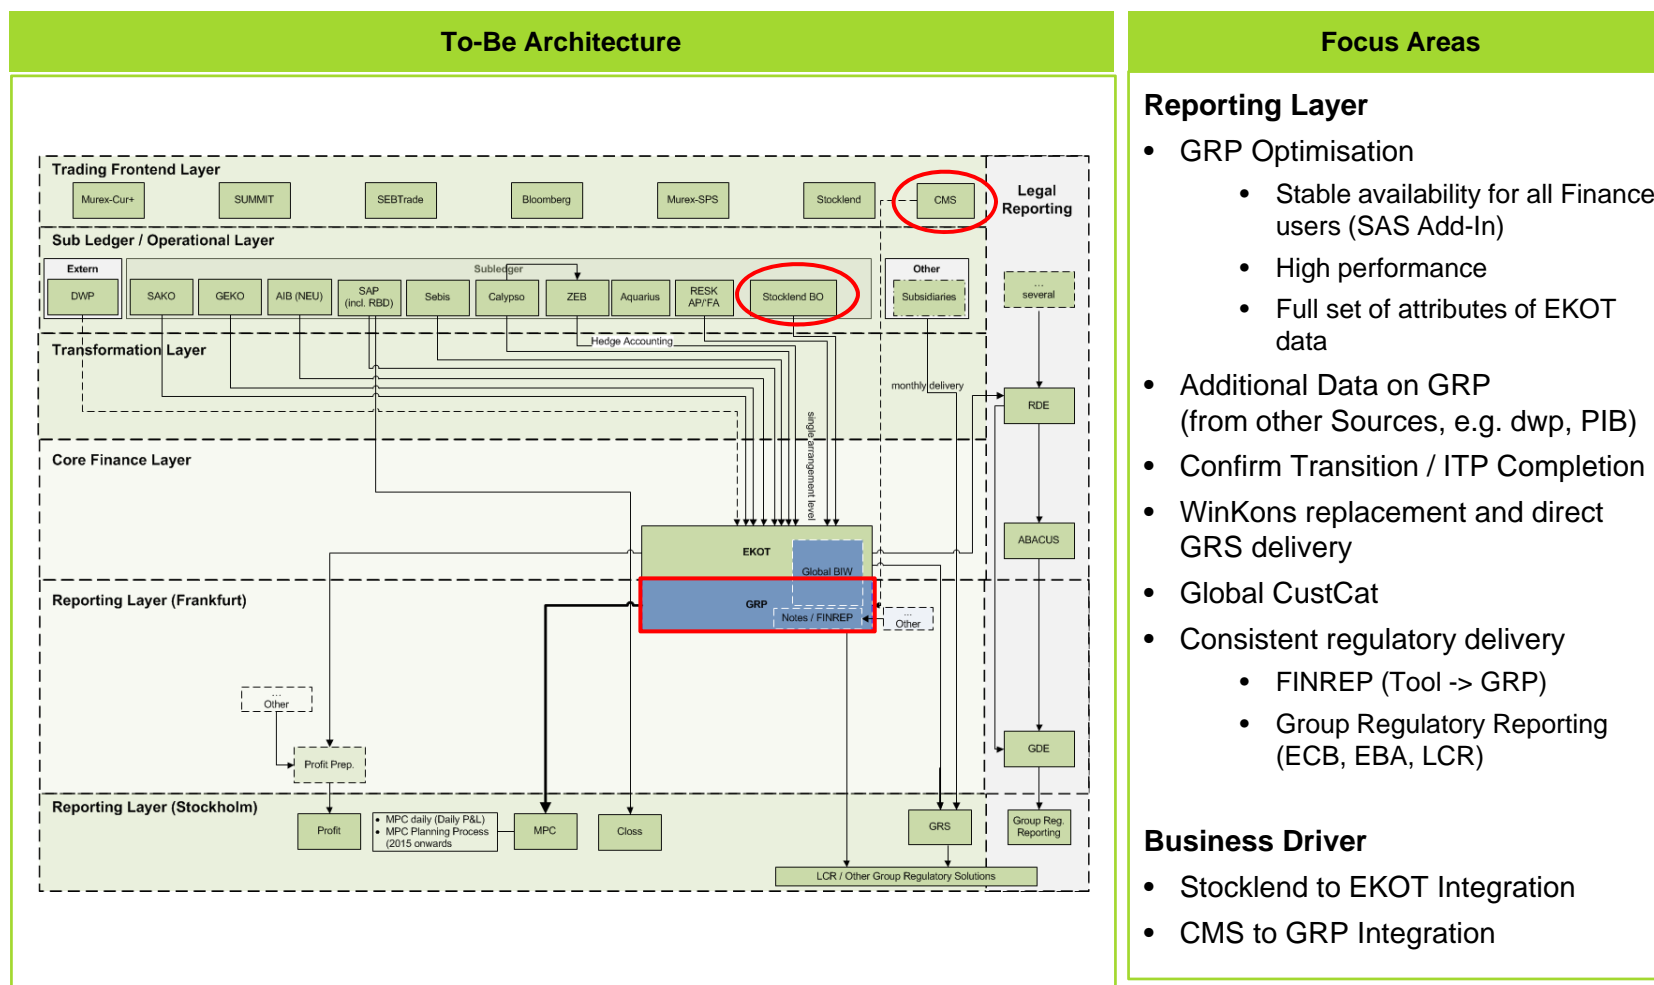 To-Be Architecture
Trading Frontend Layer
Murex-Cur+
SUMMIT
SEBTrade
Bloomberg
Murex-SPS
Stocklend
CMS
Legal
Reporting
Sub Ledger / Operational Layer
Extern
DWP
Subledger
SAKO
GEKO
AIB (NEU)
SAP
(incl. RBD)
Sebis
Calypso
ZEB
Aquarius
RESK
AP/'FA
Stocklend BO
Other
Subsidiaries
...
several
Hedge Accounting
Transformation Layer
monthly delivery
single arrangement level
RDE
Core Finance Layer
EKOT
Global BIW
ABACUS
Reporting Layer (Frankfurt)
GRP
Notes / FINREP
...
Other
...
Other
Profit Prep.
GDE
Reporting Layer (Stockholm)
Profit
• MPC daily (Daily P&L)
• MPC Planning Process
(2015 onwards
MPC
Closs
GRS
Group Reg.
Reporting
LCR / Other Group Regulatory Solutions
Focus Areas
Reporting Layer
• GRP Optimisation
• Stable availability for all Finance
users (SAS Add-In)
• High performance
• Full set of attributes of EKOT
data
• Additional Data on GRP
(from other Sources, e.g. dwp, PIB)
• Confirm Transition / ITP Completion
• WinKons replacement and direct
GRS delivery
• Global CustCat
• Consistent regulatory delivery
• FINREP (Tool -> GRP)
• Group Regulatory Reporting
(ECB, EBA, LCR)
Business Driver
• Stocklend to EKOT Integration
• CMS to GRP Integration